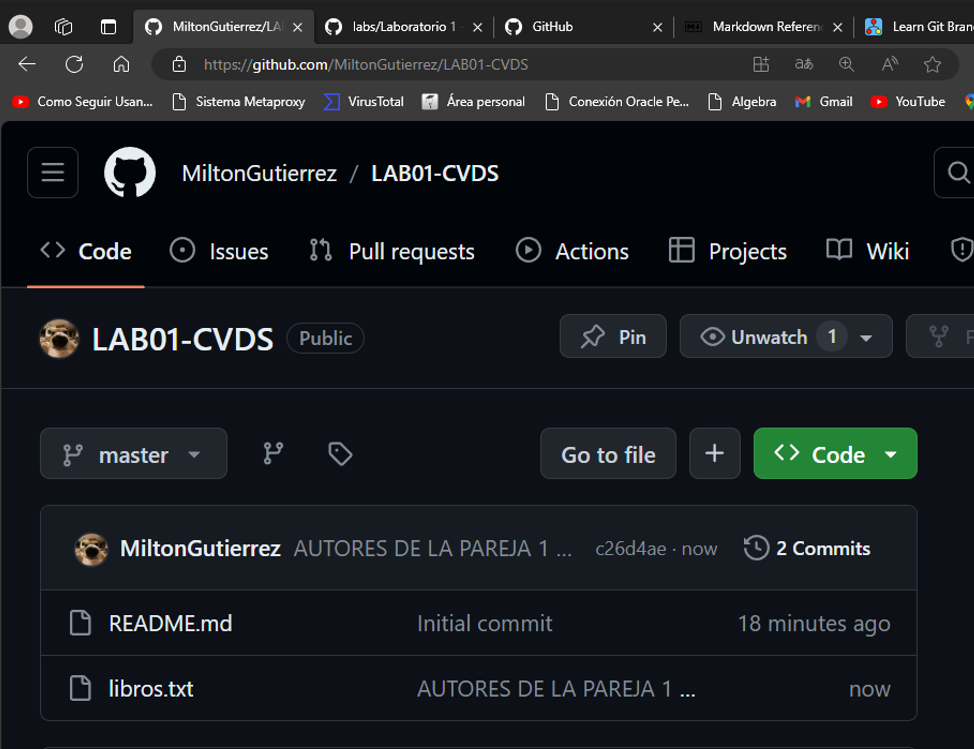 MiltonGutierrez/LA
labs/Laboratorio 1
GitHub
Markdown Referen
Learn Git Bran
https://github.com/MiltonGutierrez/LAB01-CVDS
Como Seguir Usan...
Sistema Metaproxy
VirusTotal
Área personal
Conexión Oracle Pe...
Algebra
Gmail
YouTube
MiltonGutierrez / LAB01-CVDS
Code
Issues
Pull requests
Actions
Projects
Wiki
LAB01-CVDS
Public
Pin
Unwatch 1
F
master
Go to file
Code
MiltonGutierrez AUTORES DE LA PAREJA 1 ... c26d4ae · now 2 Commits
README.md Initial commit 18 minutes ago
libros.txt AUTORES DE LA PAREJA 1 ... now